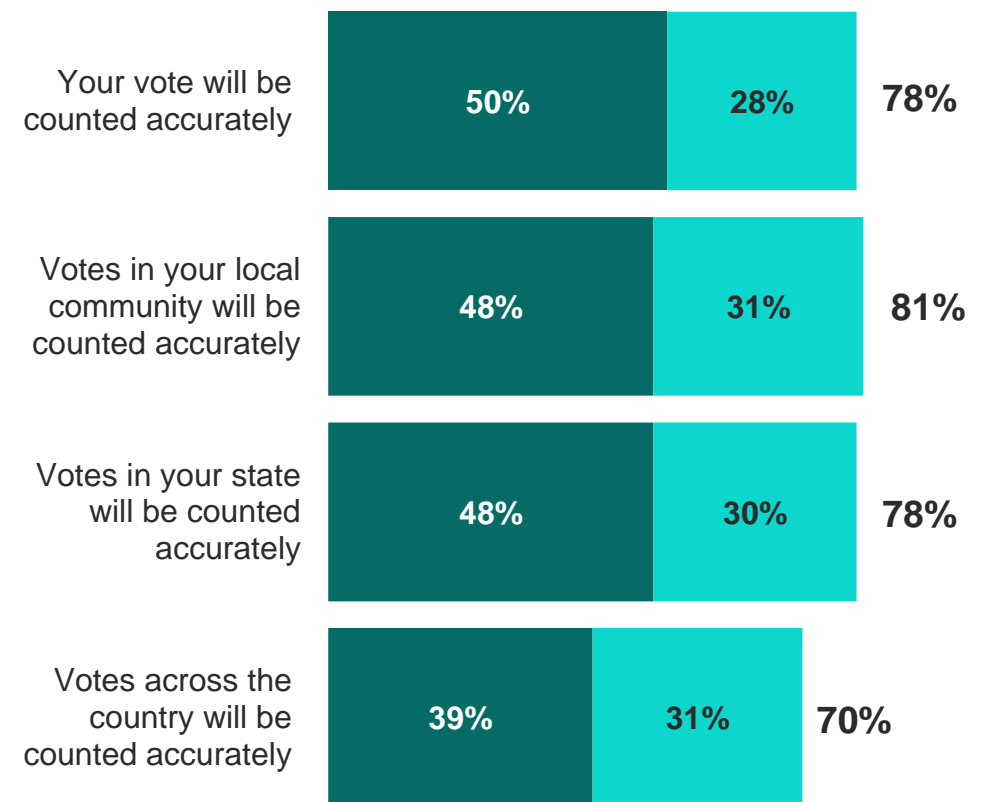 Your vote will be
counted accurately
50%
28%
78%
Votes in your local
community will be
counted accurately
48%
31%
81%
Votes in your state
will be counted
accurately
48%
30%
78%
Votes across the
country will be
counted accurately
39%
31%
70%